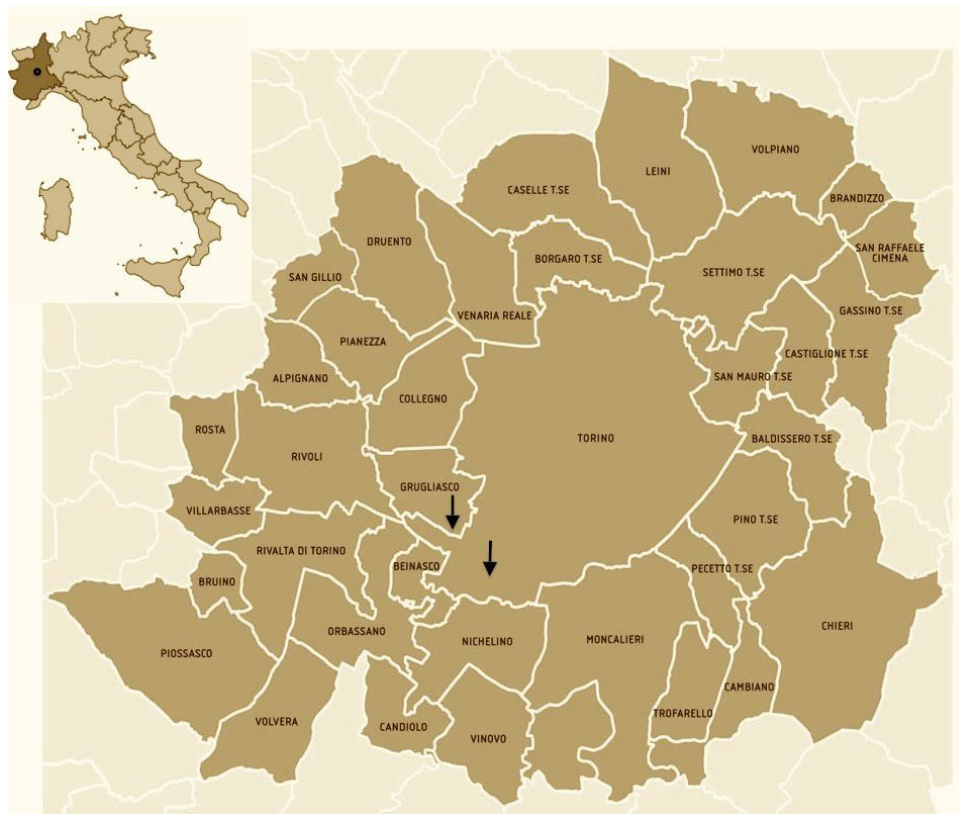 VOLPIANO
LEINI
CASELLE T.SE
BRANDIZZO
DRUENTO
SAN RAFFAELE
CIMENA
BORGARO T.SE
SETTIMO T.SE
SAN GILLIO
GASSINO T.SE
VENARIA REALE
PIANEZZA
CASTIGLIONE T.SE
ALPIGNANO
SAN MAURO T.SE
COLLEGNO
ROSTA
TORINO
BALDISSERO T.SE
RIVOLI
GRUGLIASCO
VILLARBASSE
PINO T.SE
RIVALTA DI TORINO
BEINASCO
PECETTO T.SE
BRUINO
CHIERI
ORBASSANO
NICHELINO
MONCALIERI
PIOSSASCO
CAMBIANO
TROFARELLO
VOLVERA
CANDIOLO
VINOVO